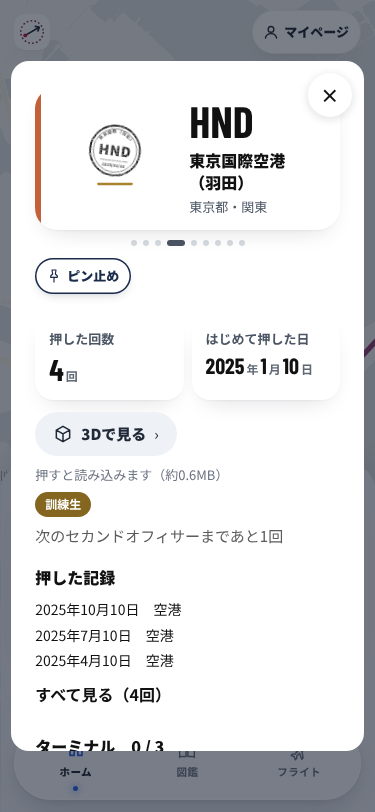 マイページ
HND
HND
東京国際空港
（羽田）
東京都・関東
ピン止め
押した回数
4回
はじめて押した日
2025年1月10日
3Dで見る ›
押すと読み込みます（約0.6MB）
訓練生
次のセカンドオフィサーまであと1回
押した記録
2025年10月10日　空港
2025年7月10日　空港
2025年4月10日　空港
すべて見る（4回）
ターミナル　0 / 3
ホーム
図鑑
フライト